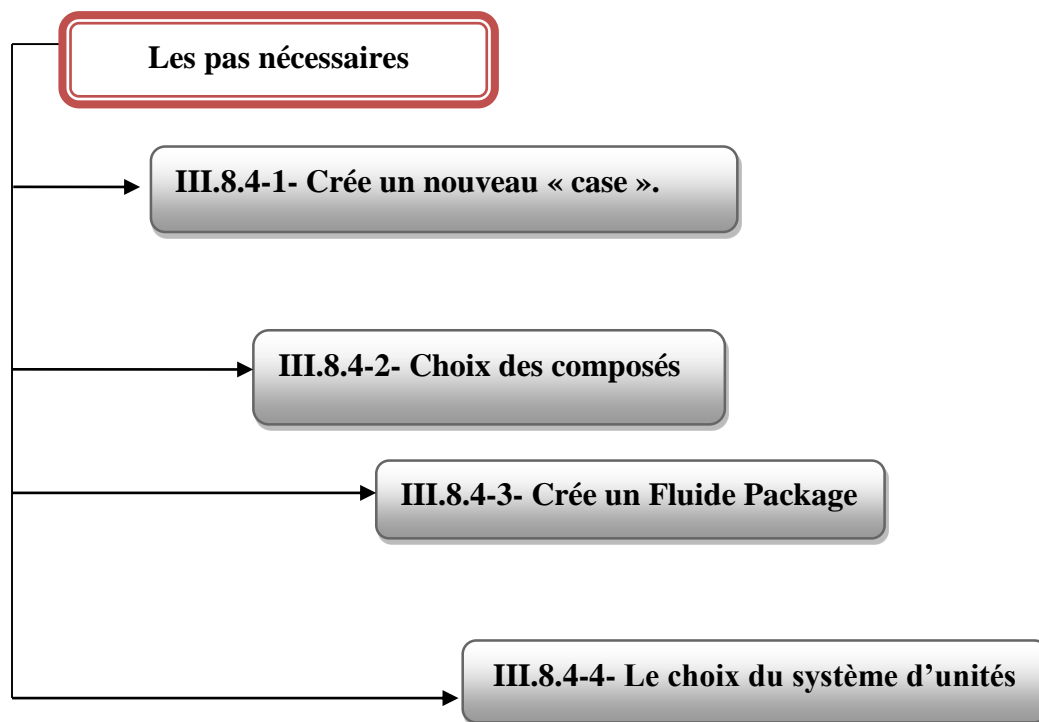 Les pas nécessaires
III.8.4-1- Crée un nouveau « case ».
III.8.4-2- Choix des composés
III.8.4-3- Crée un Fluide Package
III.8.4-4- Le choix du système d’unités